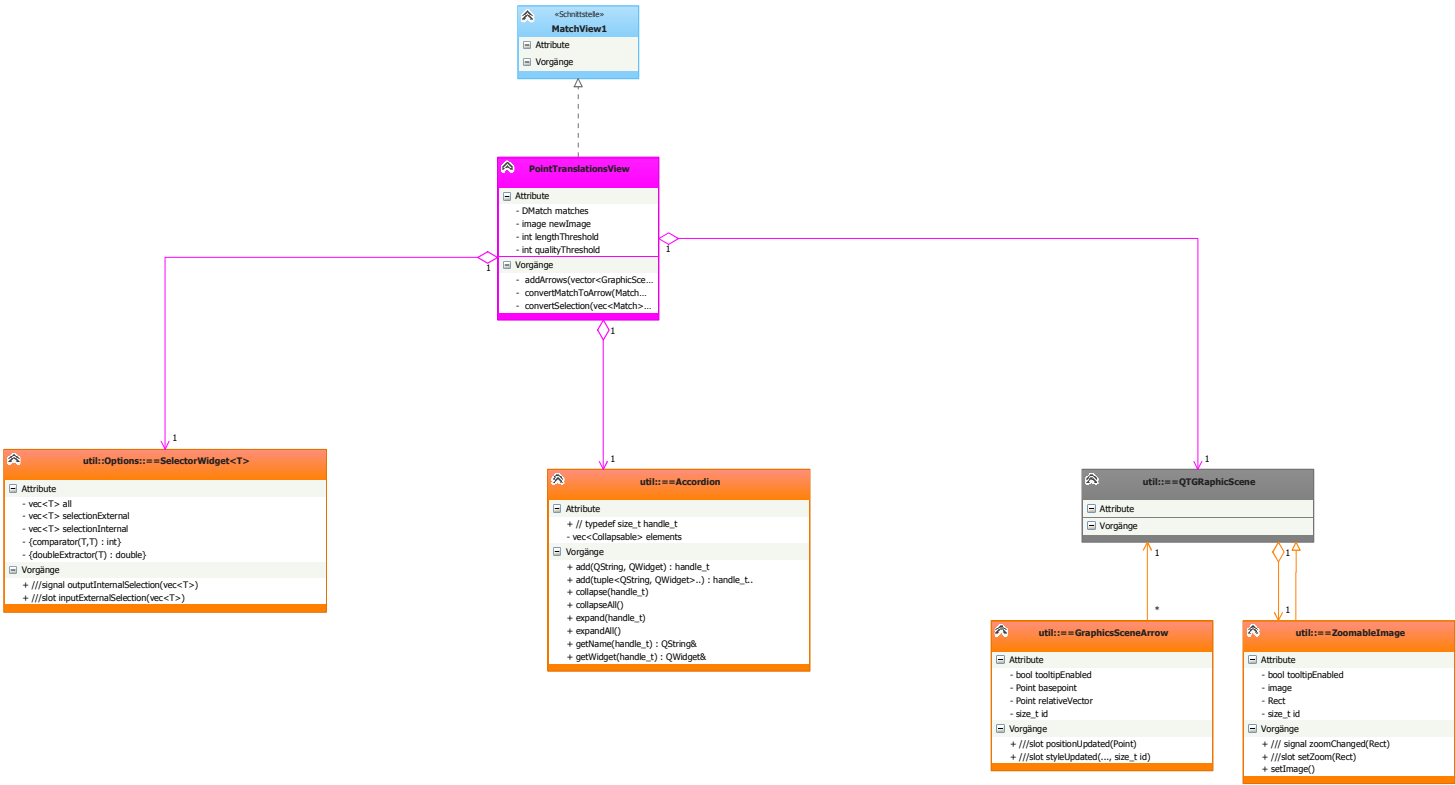 «Schnittstelle»
MatchView1
Attribute
Vorgänge
PointTranslationsView
Attribute
- DMatch matches
- image newImage
- int lengthThreshold
- int qualityThreshold
Vorgänge
- addArrows(vector<GraphicSce...
- convertMatchToArrow(Match...
- convertSelection(vec<Match>...
1
1
1
1
1
1
util::Options::==SelectorWidget<T>
Attribute
- vec<T> all
- vec<T> selectionExternal
- vec<T> selectionInternal
- {comparator(T,T) : int}
- {doubleExtractor(T) : double}
Vorgänge
+ ///signal outputInternalSelection(vec<T>)
+ ///slot inputExternalSelection(vec<T>)
util::==Accordion
Attribute
+ // typedef size_t handle_t
- vec<Collapsable> elements
Vorgänge
+ add(QString, QWidget) : handle_t
+ add(tuple<QString, QWidget>..) : handle_t..
+ collapse(handle_t)
+ collapseAll()
+ expand(handle_t)
+ expandAll()
+ getName(handle_t) : QString&
+ getWidget(handle_t) : QWidget&
util::==QTGRaphicScene
Attribute
Vorgänge
1
1
*
1
util::==GraphicsSceneArrow
Attribute
- bool tooltipEnabled
- Point basepoint
- Point relativeVector
- size_t id
Vorgänge
+ ///slot positionUpdated(Point)
+ ///slot styleUpdated(..., size_t id)
util::==ZoomableImage
Attribute
- bool tooltipEnabled
- image
- Rect
- size_t id
Vorgänge
+ /// signal zoomChanged(Rect)
+ ///slot setZoom(Rect)
+ setImage()